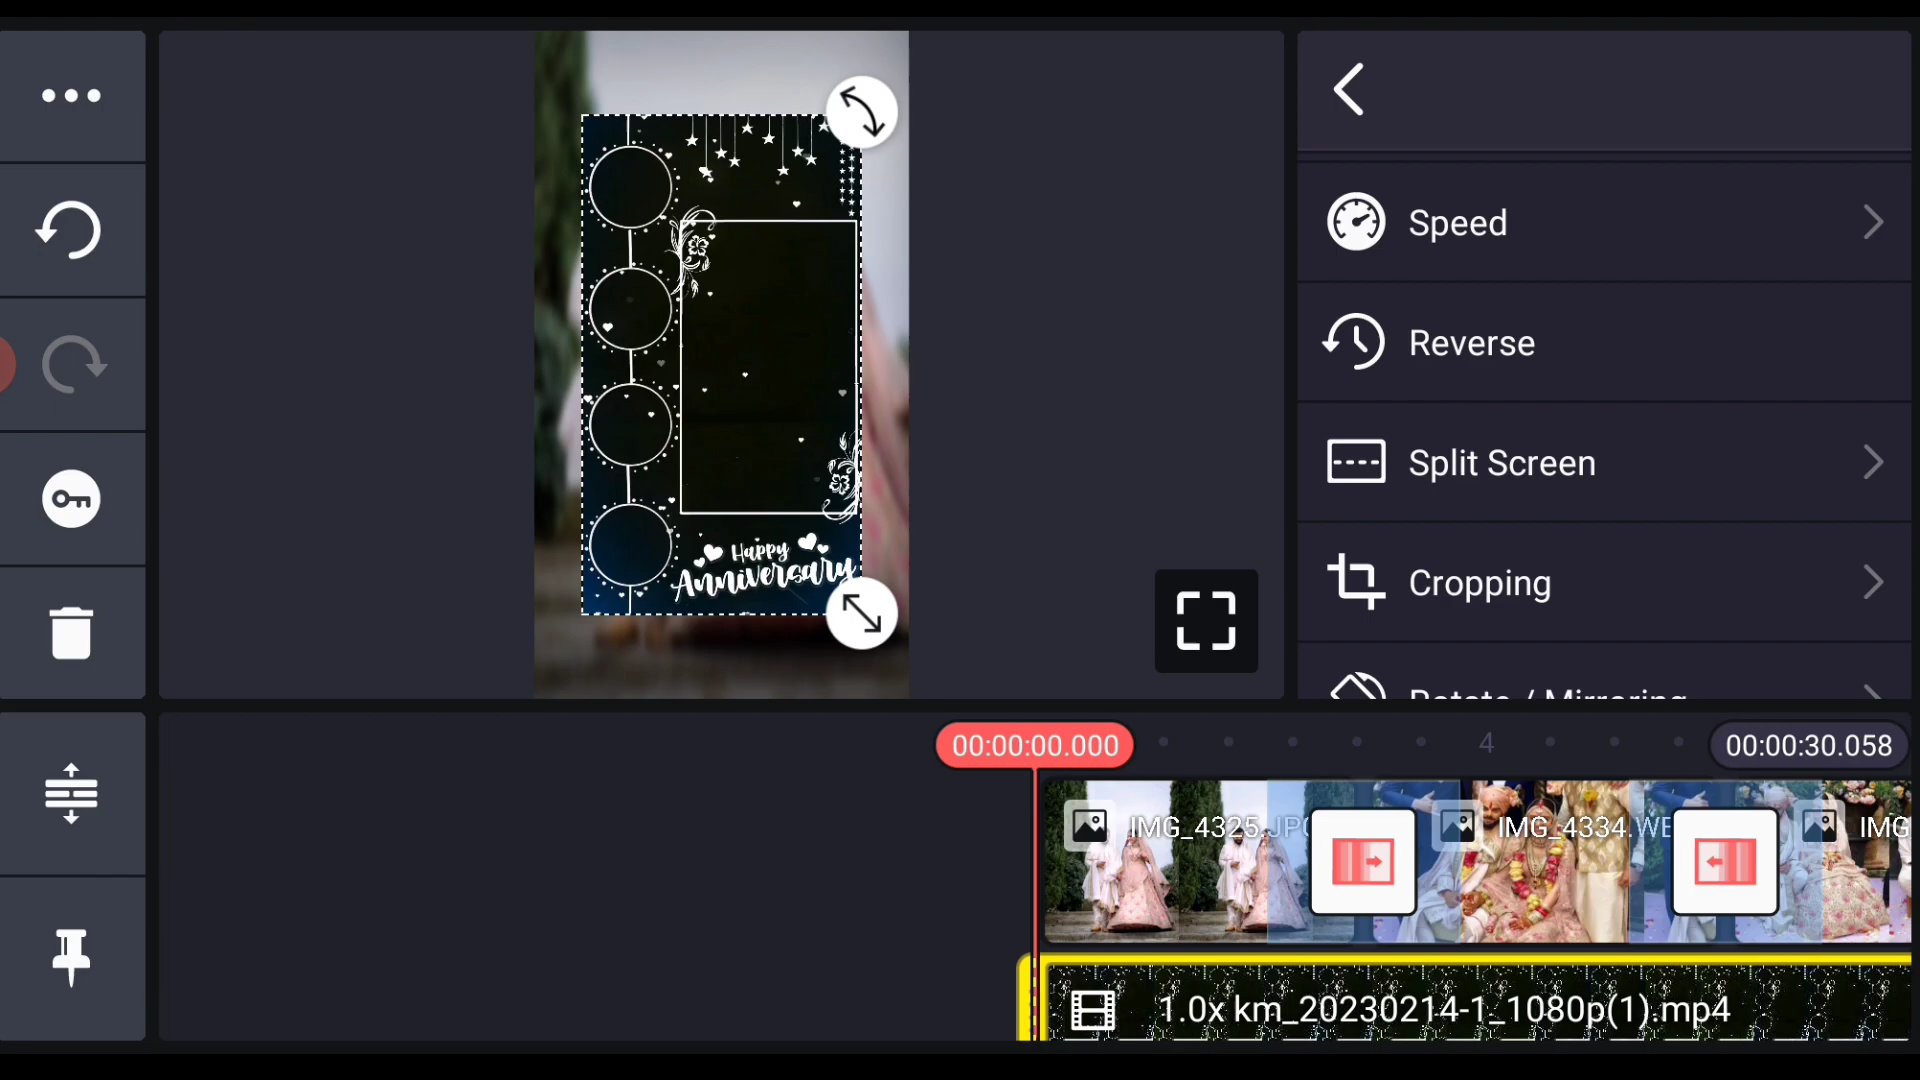 Speed
Reverse
Happy
Anniversary
Split Screen
Cropping
Rotate / Mirroring
00:00:00.000
4
00:00:30.058
IMG_4325.JPG
IMG_4334.WE
IMG
1.0x km_20230214-1_1080p(1).mp4